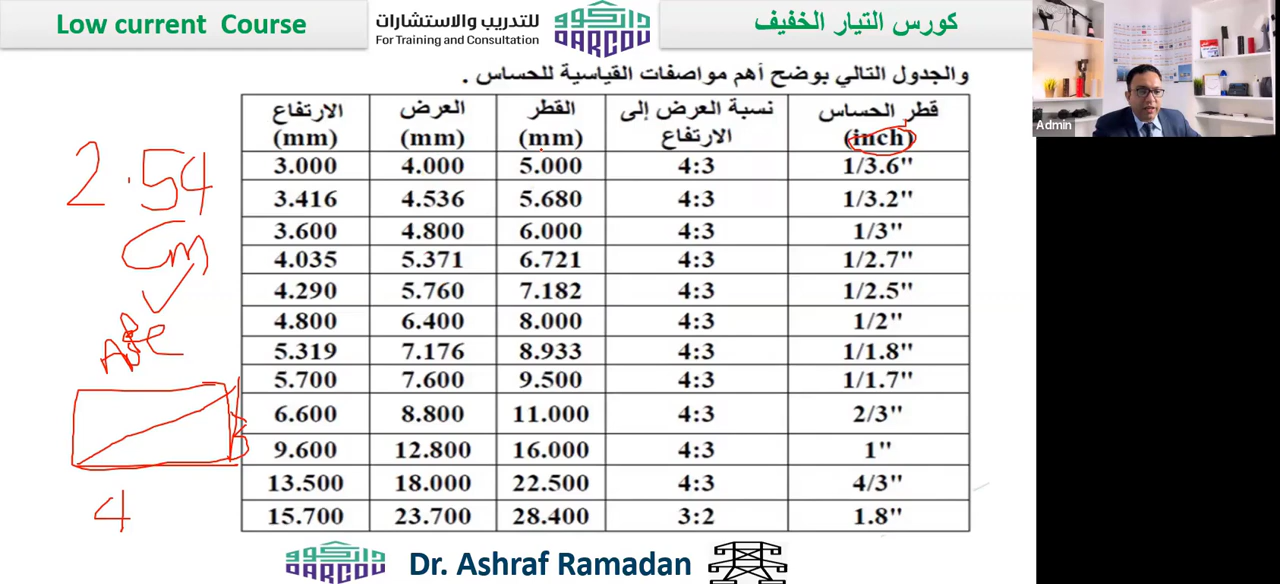 Low current Course
للتدريب والاستشارات
For Training and Consultation
داركو
DARCOU
كورس التيار الخفيف
Admin
والجدول التالي يوضح أهم مواصفات القياسية للحساس .
قطر الحساس (inch) نسبة العرض إلى الارتفاع القطر (mm) العرض (mm) الارتفاع (mm)
1/3.6" 4:3 5.000 4.000 3.000
1/3.2" 4:3 5.680 4.536 3.416
1/3" 4:3 6.000 4.800 3.600
1/2.7" 4:3 6.721 5.371 4.035
1/2.5" 4:3 7.182 5.760 4.290
1/2" 4:3 8.000 6.400 4.800
1/1.8" 4:3 8.933 7.176 5.319
1/1.7" 4:3 9.500 7.600 5.700
2/3" 4:3 11.000 8.800 6.600
1" 4:3 16.000 12.800 9.600
4/3" 4:3 22.500 18.000 13.500
1.8" 3:2 28.400 23.700 15.700
2.54
Cm
4
داركو
DARCOU
Dr. Ashraf Ramadan